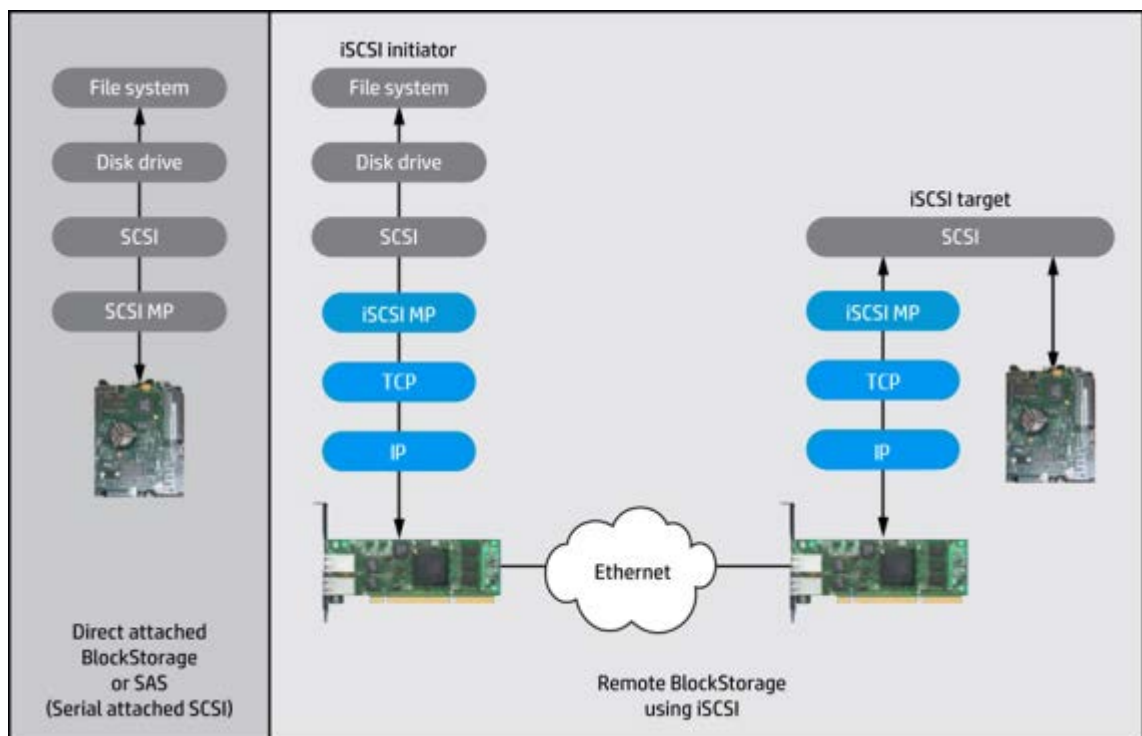 File system
Disk drive
SCSI
SCSI MP
Direct attached
BlockStorage
or SAS
(Serial attached SCSI)
iSCSI initiator
File system
Disk drive
SCSI
iSCSI MP
TCP
IP
Ethernet
iSCSI target
SCSI
iSCSI MP
TCP
IP
Remote BlockStorage
using iSCSI